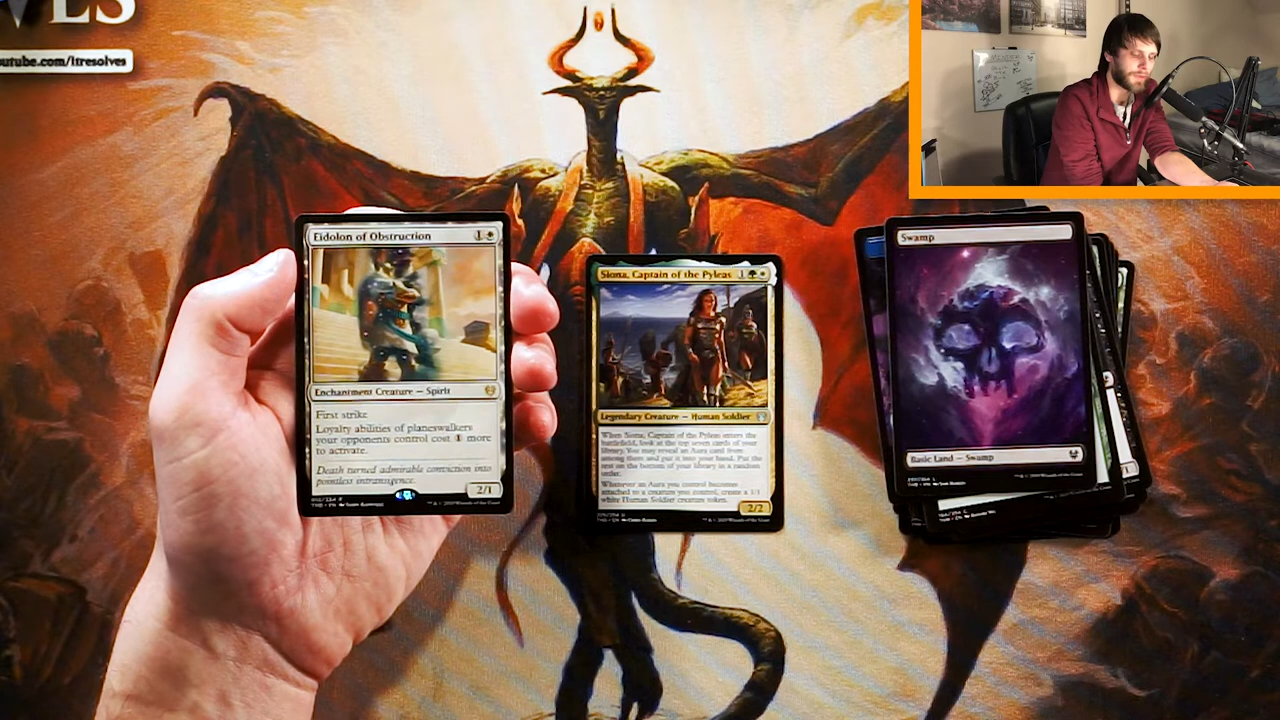 VES
utube.com/itresolves
Eidolon of Obstruction
Enchantment Creature — Spirit
First strike
Loyalty abilities of planeswalkers
your opponents control cost 1 more
to activate.
Death turned admirable conviction into
pointless intransigence.
2/1
Siona, Captain of the Pyleas
Legendary Creature — Human Soldier
When Siona, Captain of the Pyleas enters the
battlefield, look at the top seven cards of your
library. You may reveal an Aura card from
among them and put it into your hand. Put the
rest on the bottom of your library in a random
order.
Whenever an Aura you control becomes
attached to a creature you control, create a 1/1
white Human Soldier creature token.
2/2
Swamp
Basic Land — Swamp